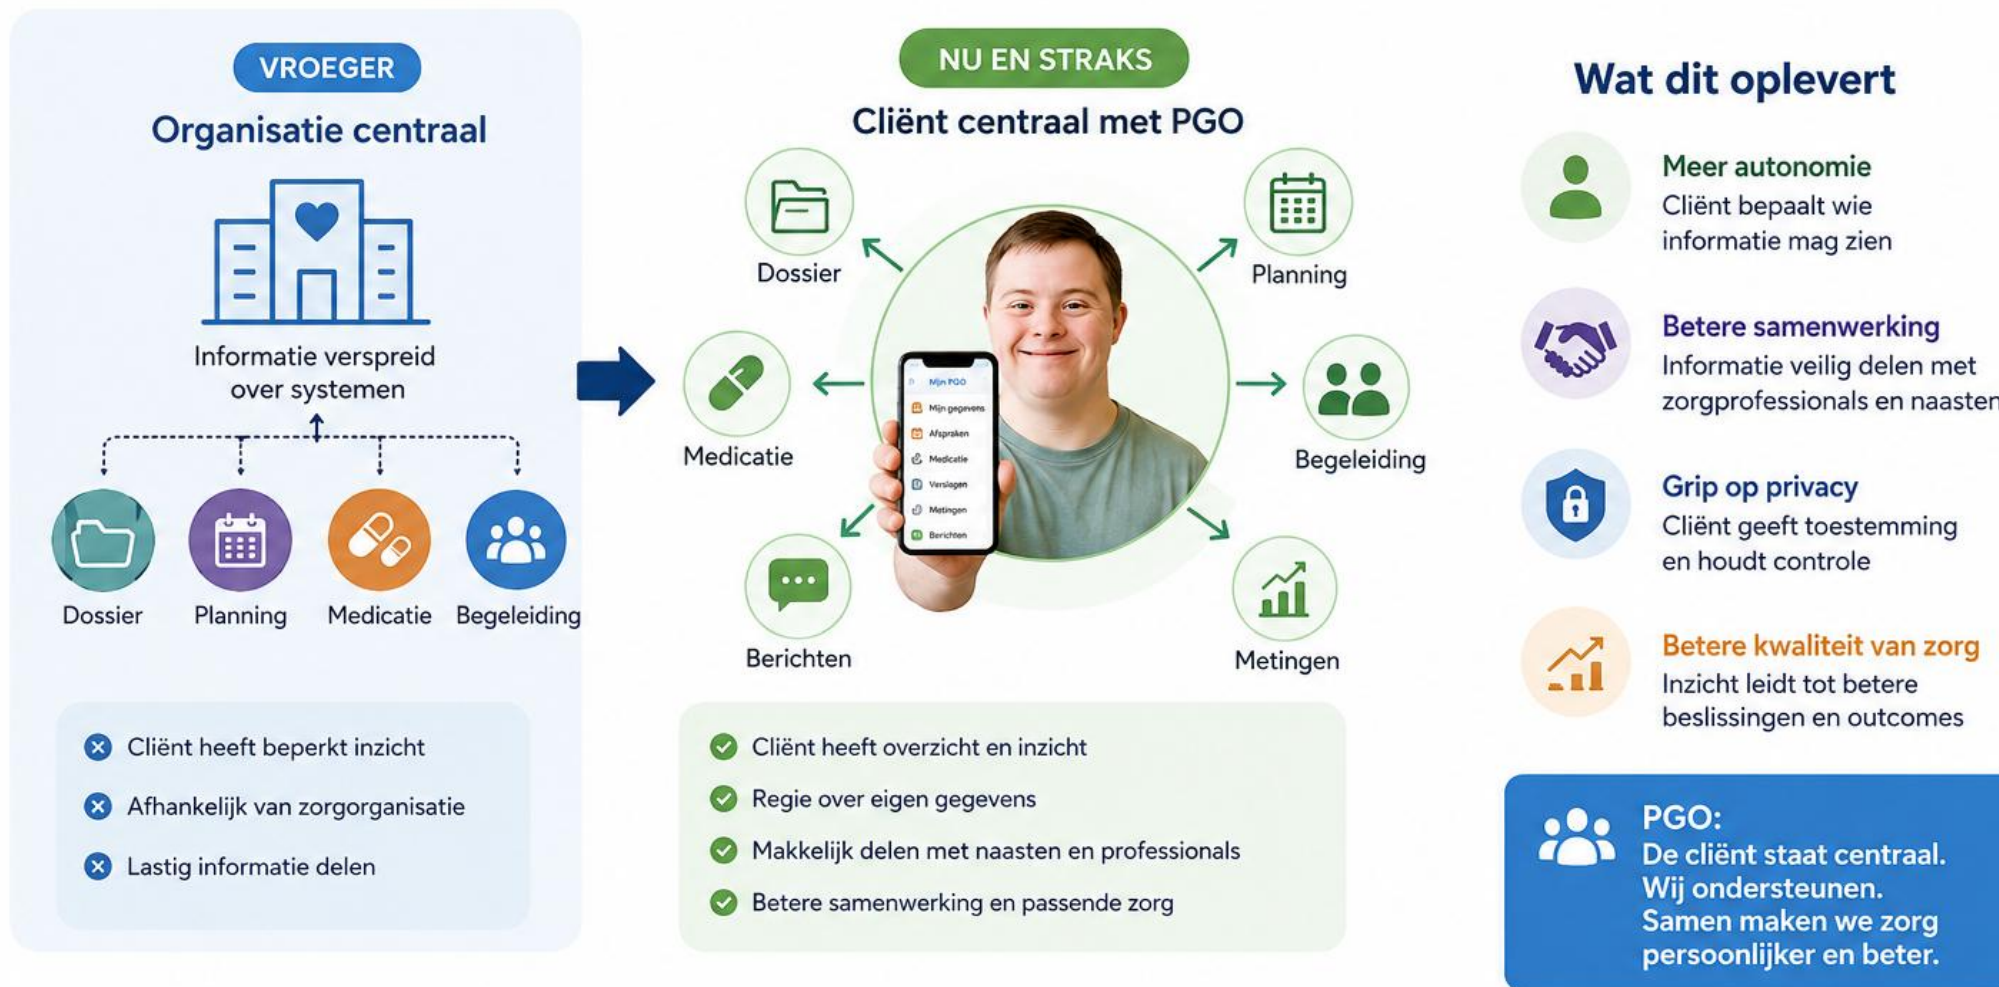 VROEGER
Organisatie centraal
Informatie verspreid
over systemen
Dossier
Planning
Medicatie
Begeleiding
Cliënt heeft beperkt inzicht
Afhankelijk van zorgorganisatie
Lastig informatie delen
NU EN STRAKS
Cliënt centraal met PGO
Dossier
Planning
Medicatie
Begeleiding
Berichten
Metingen
Mijn PGO
Mijn gegevens
Afspraken
Medicatie
Verslagen
Metingen
Berichten
Cliënt heeft overzicht en inzicht
Regie over eigen gegevens
Makkelijk delen met naasten en professionals
Betere samenwerking en passende zorg
Wat dit oplevert
Meer autonomie
Cliënt bepaalt wie
informatie mag zien
Betere samenwerking
Informatie veilig delen met
zorgprofessionals en naasten
Grip op privacy
Cliënt geeft toestemming
en houdt controle
Betere kwaliteit van zorg
Inzicht leidt tot betere
beslissingen en outcomes
PGO:
De cliënt staat centraal.
Wij ondersteunen.
Samen maken we zorg
persoonlijker en beter.